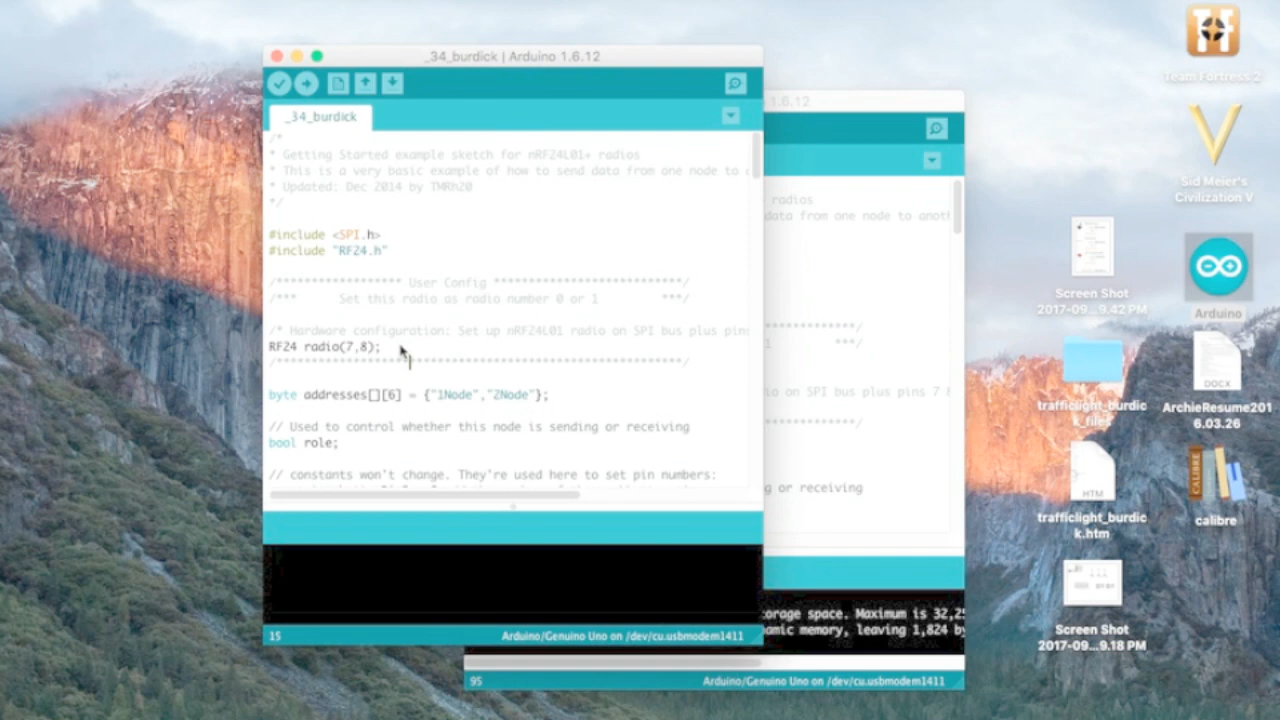 _34_burdick | Arduino 1.6.12
_34_burdick
/*
* Getting Started example sketch for nRF24L01+ radios
* This is a very basic example of how to send data from one node to
* Updated: Dec 2014 by TMRh20
*/
#include <SPI.h>
#include "RF24.h"
/****************** User Config ***************************/
/***      Set this radio as radio number 0 or 1         ***/
/* Hardware configuration: Set up nRF24L01 radio on SPI bus plus pins
RF24 radio(7,8);
/**********************************************************/
byte addresses[][6] = {"1Node","2Node"};
// Used to control whether this node is sending or receiving
bool role;
// constants won't change. They're used here to set pin numbers:
15
Arduino/Genuino Uno on /dev/cu.usbmodem1411
1.6.12
radios
data from one node to
******/
***/
on SPI bus plus pins 7
******/
or receiving
storage space. Maximum is
memory, leaving 1,824
95
Arduino/Genuino Uno on /dev/cu.usbmodem1411
Team Fortress 2
Sid Meier's
Civilization V
Screen Shot
2017-09...9.42 PM
Arduino
trafficlight_burdic
k_files
ArchieResume201
6.03.26
DOCX
HTM
trafficlight_burdic
k.htm
CALIBRE
calibre
Screen Shot
2017-09...9.18 PM